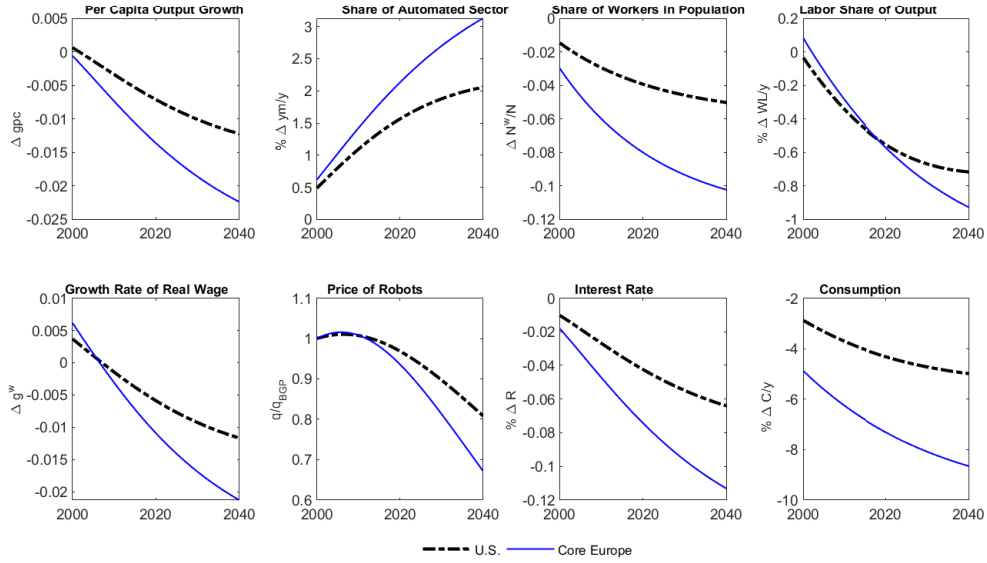 Per Capita Output Growth
0.005
0
-0.005
-0.01
-0.015
-0.02
-0.025
Δ gpc
2000 2020 2040
Share of Automated Sector
3
2.5
2
1.5
1
0.5
0
% Δ ym/y
2000 2020 2040
Share of Workers in Population
0
-0.02
-0.04
-0.06
-0.08
-0.1
-0.12
Δ Nʷ/N
2000 2020 2040
Labor Share of Output
0.2
0
-0.2
-0.4
-0.6
-0.8
-1
% Δ WL/y
2000 2020 2040
Growth Rate of Real Wage
0.01
0.005
0
-0.005
-0.01
-0.015
-0.02
Δ gʷ
2000 2020 2040
Price of Robots
1.1
1
0.9
0.8
0.7
0.6
q/qBGP
2000 2020 2040
Interest Rate
0
-0.02
-0.04
-0.06
-0.08
-0.1
-0.12
% Δ R
2000 2020 2040
Consumption
-2
-4
-6
-8
-10
% Δ C/y
2000 2020 2040
U.S. Core Europe